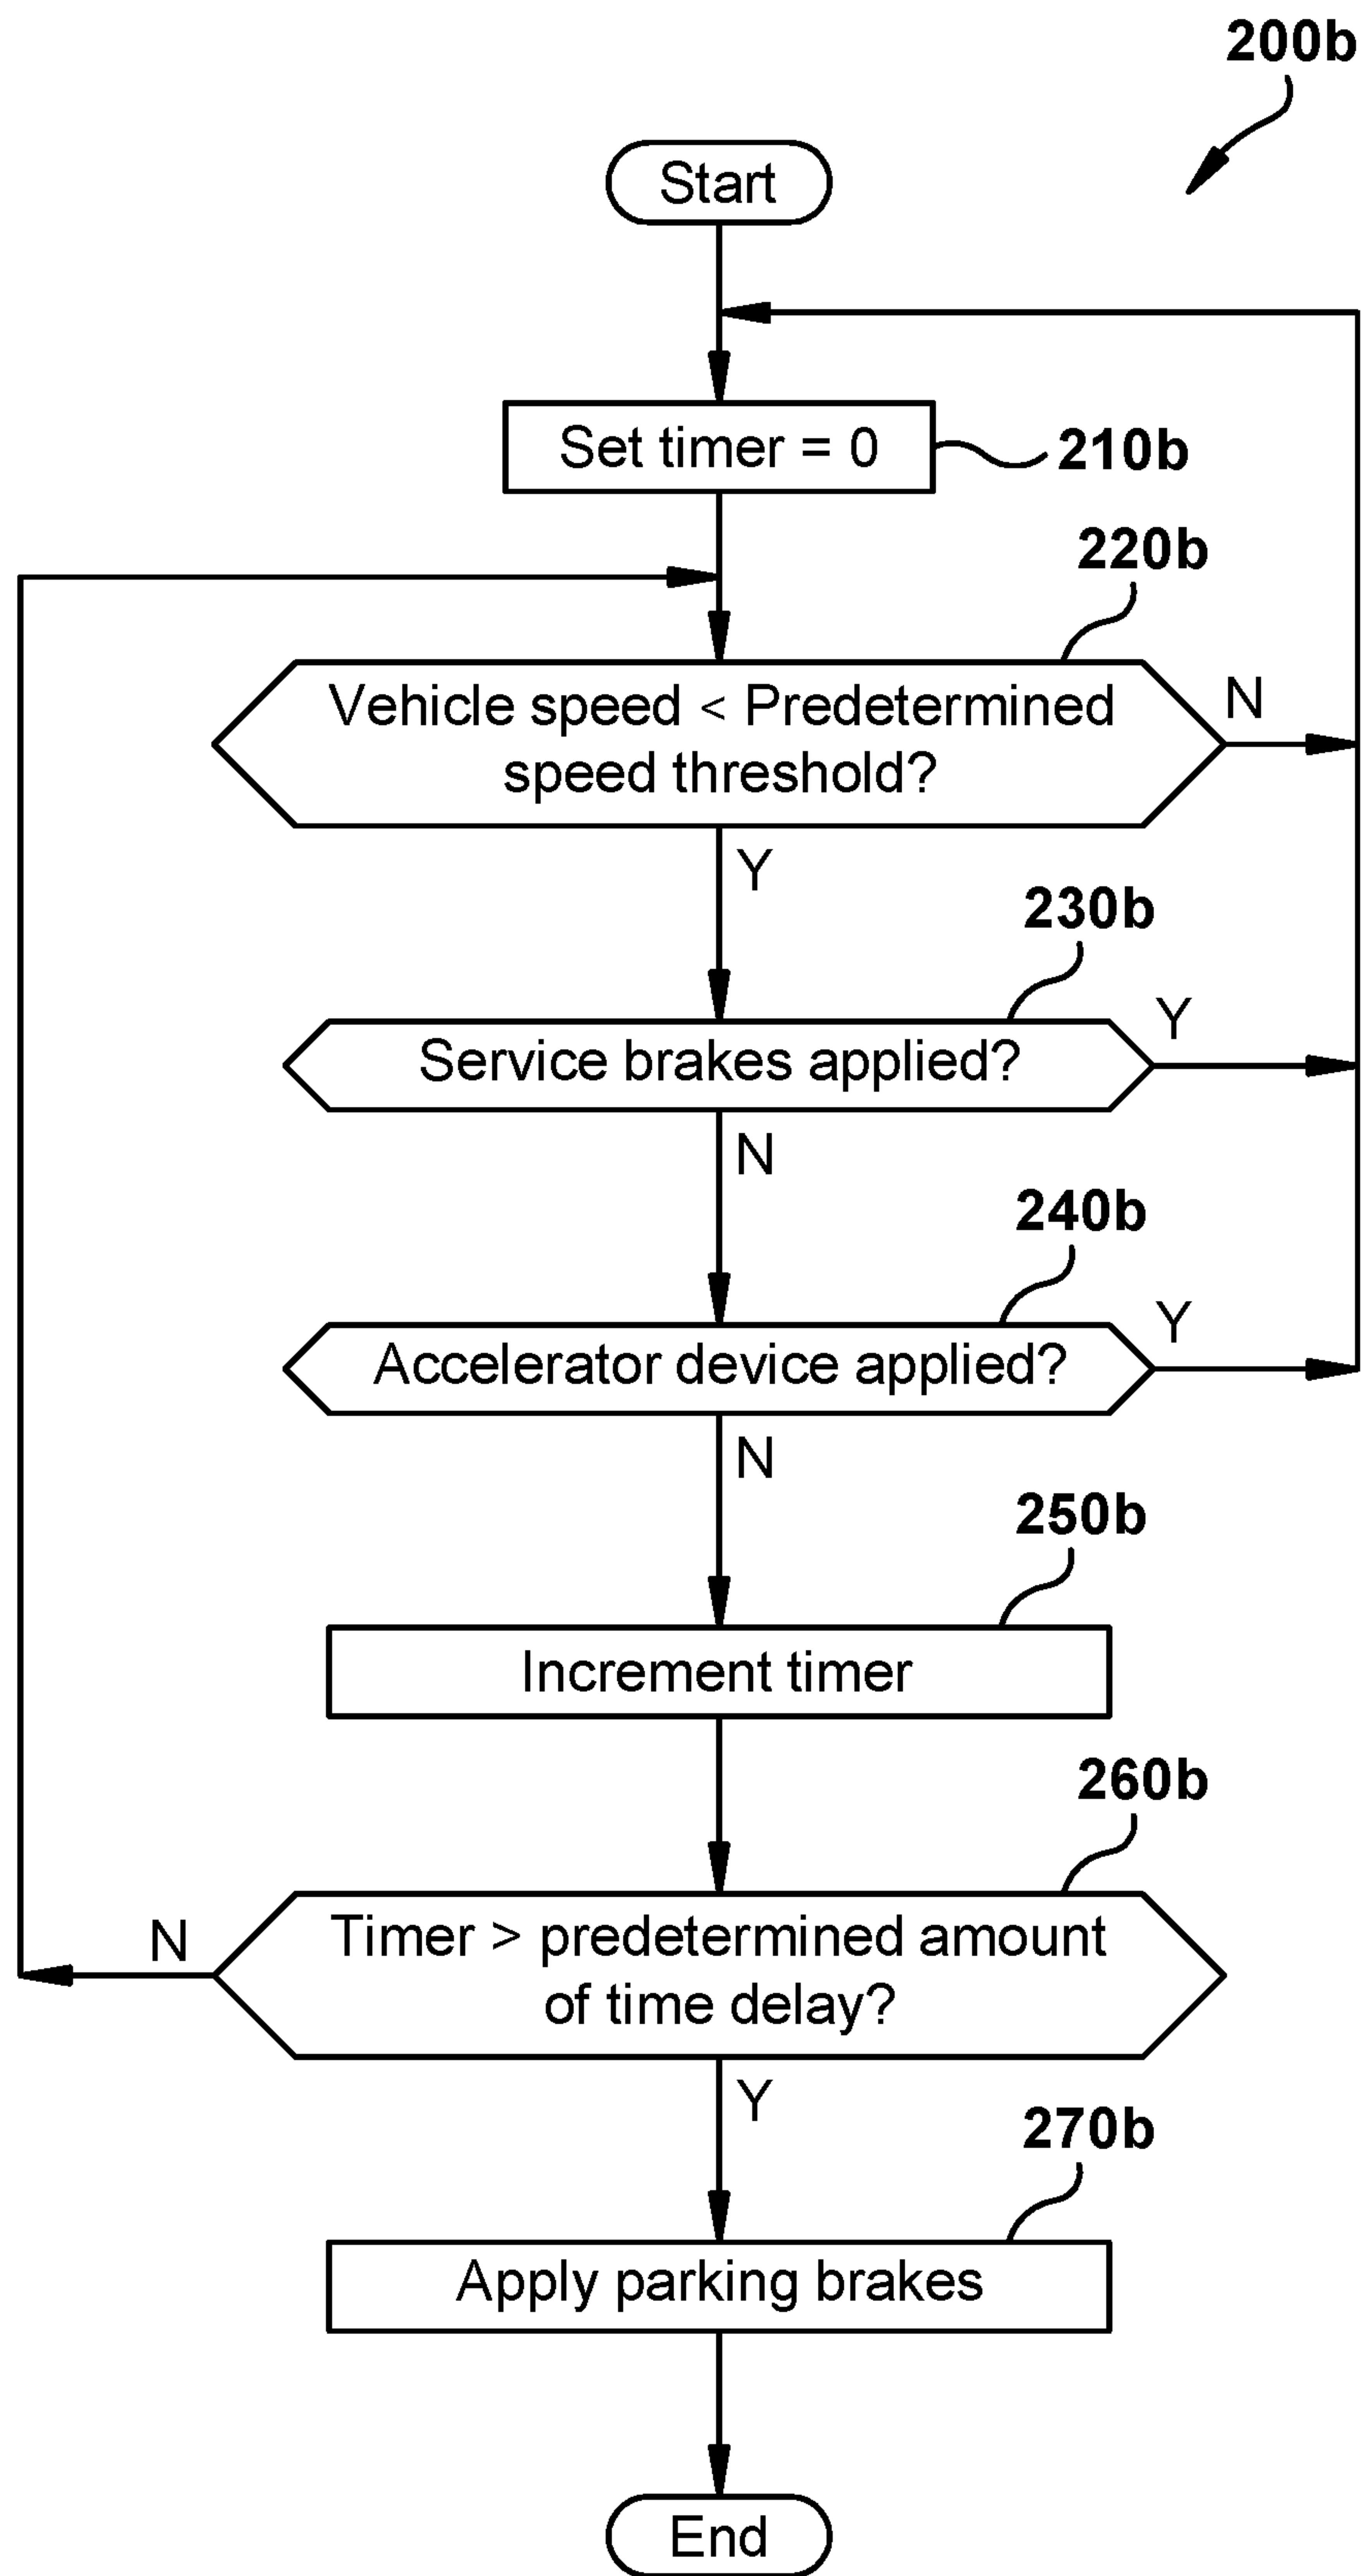 200b
Start
Set timer = 0
210b
220b
Vehicle speed < Predetermined
speed threshold?
N
Y
230b
Service brakes applied?
Y
N
240b
Accelerator device applied?
Y
N
250b
Increment timer
260b
Timer > predetermined amount
of time delay?
N
Y
270b
Apply parking brakes
End